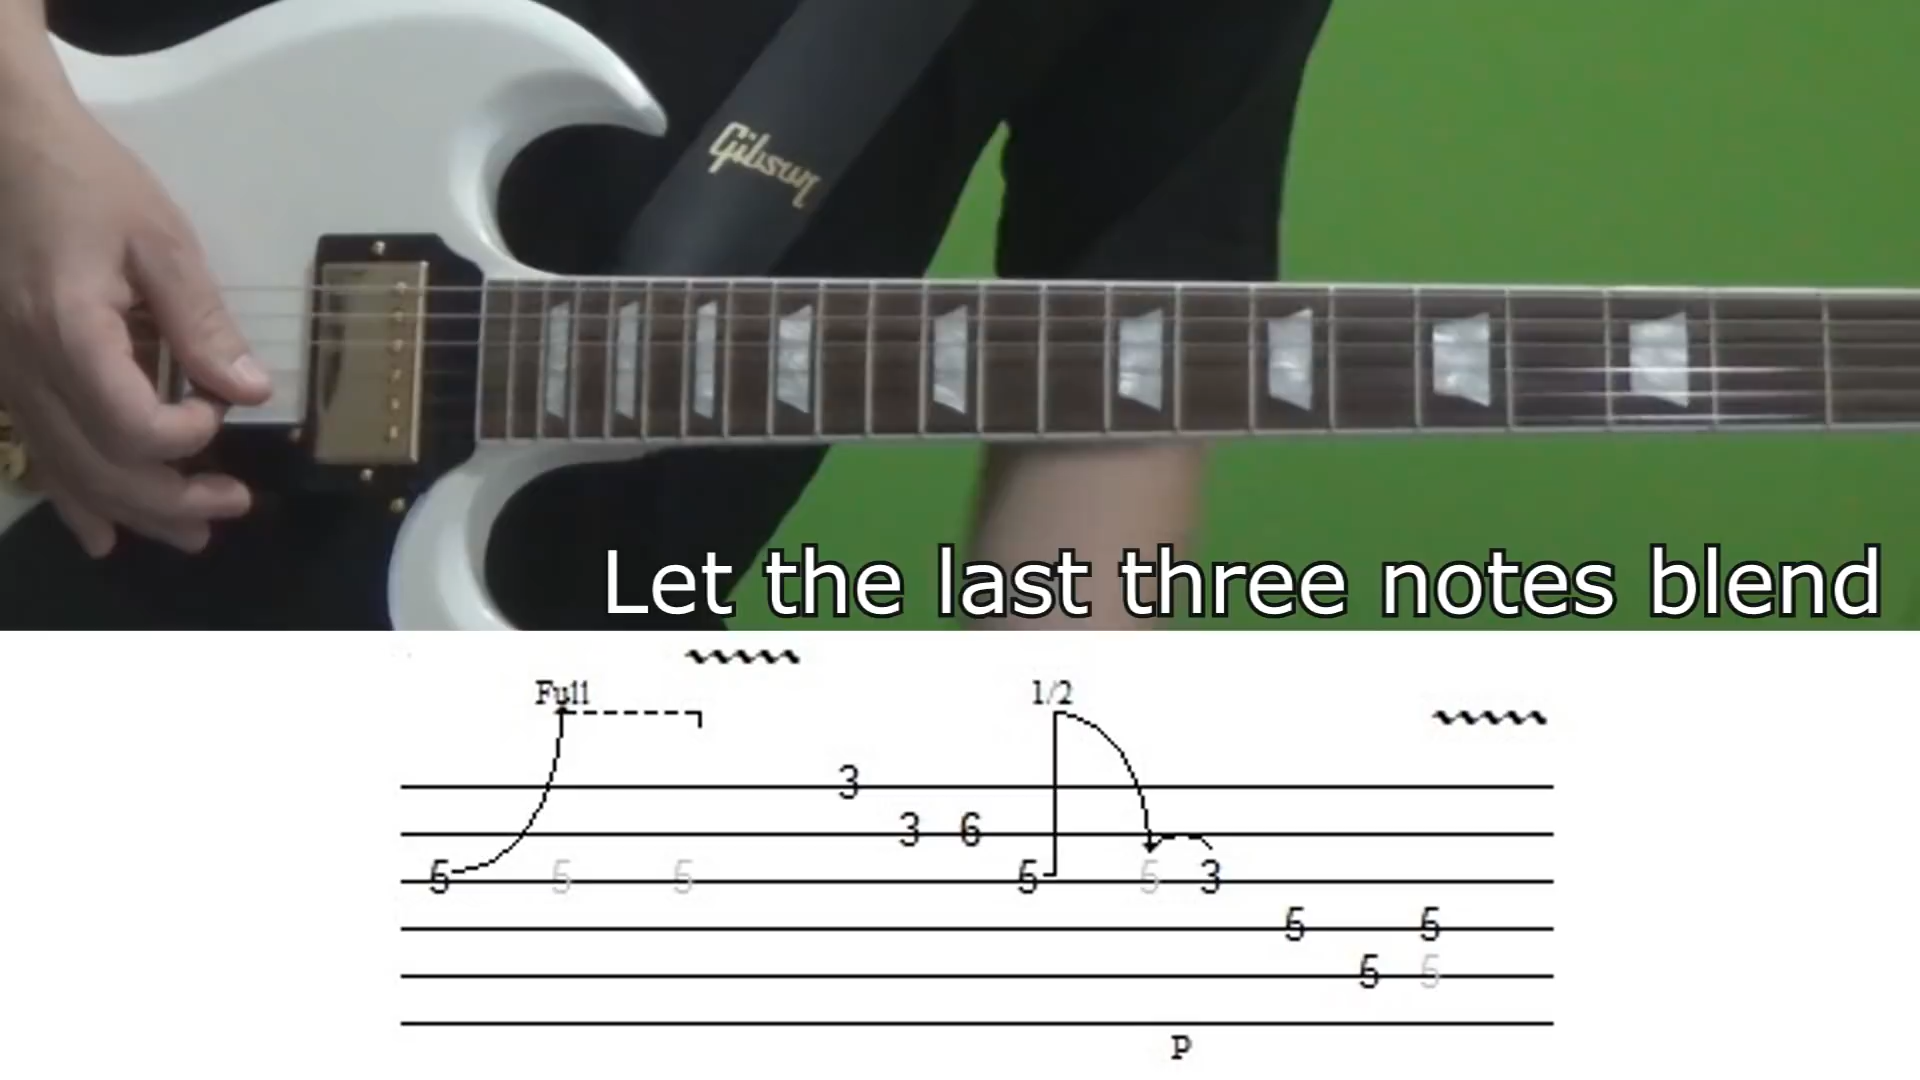 Gibson
Let the last three notes blend
Full 1/2
3
3 6
5 5 5 5 5 3
5 5
5 5
p